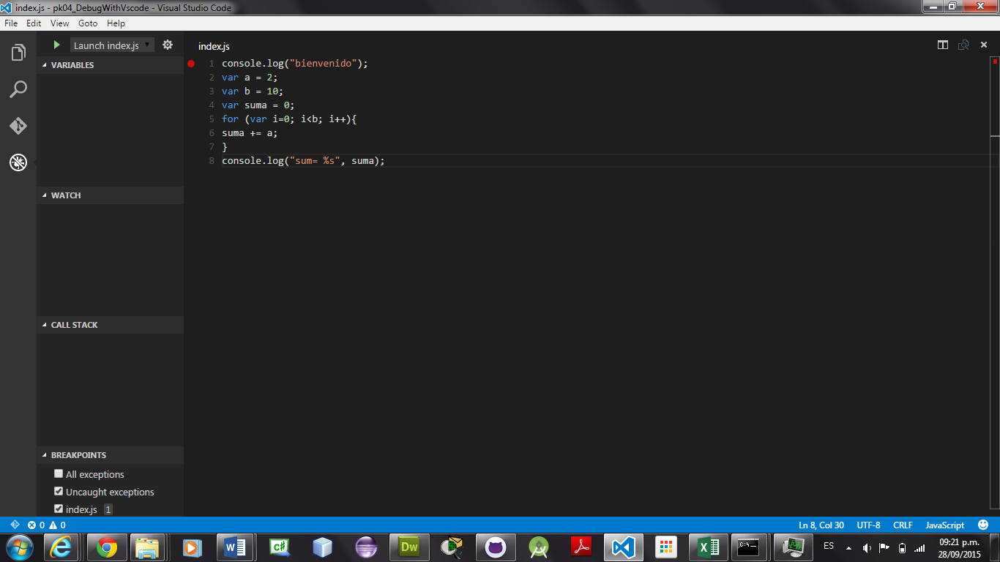 index.js - pk04_DebugWithVscode - Visual Studio Code
File Edit View Goto Help
Launch index.js
VARIABLES
WATCH
CALL STACK
BREAKPOINTS
All exceptions
Uncaught exceptions
index.js 1
index.js
1 console.log("bienvenido");
2 var a = 2;
3 var b = 10;
4 var suma = 0;
5 for (var i=0; i<b; i++){
6 suma += a;
7 }
8 console.log("sum= %s", suma);
0 0
Ln 8, Col 30 UTF-8 CRLF JavaScript
W
C#
Dw
C:\_
ES
09:21 p.m.
28/09/2015